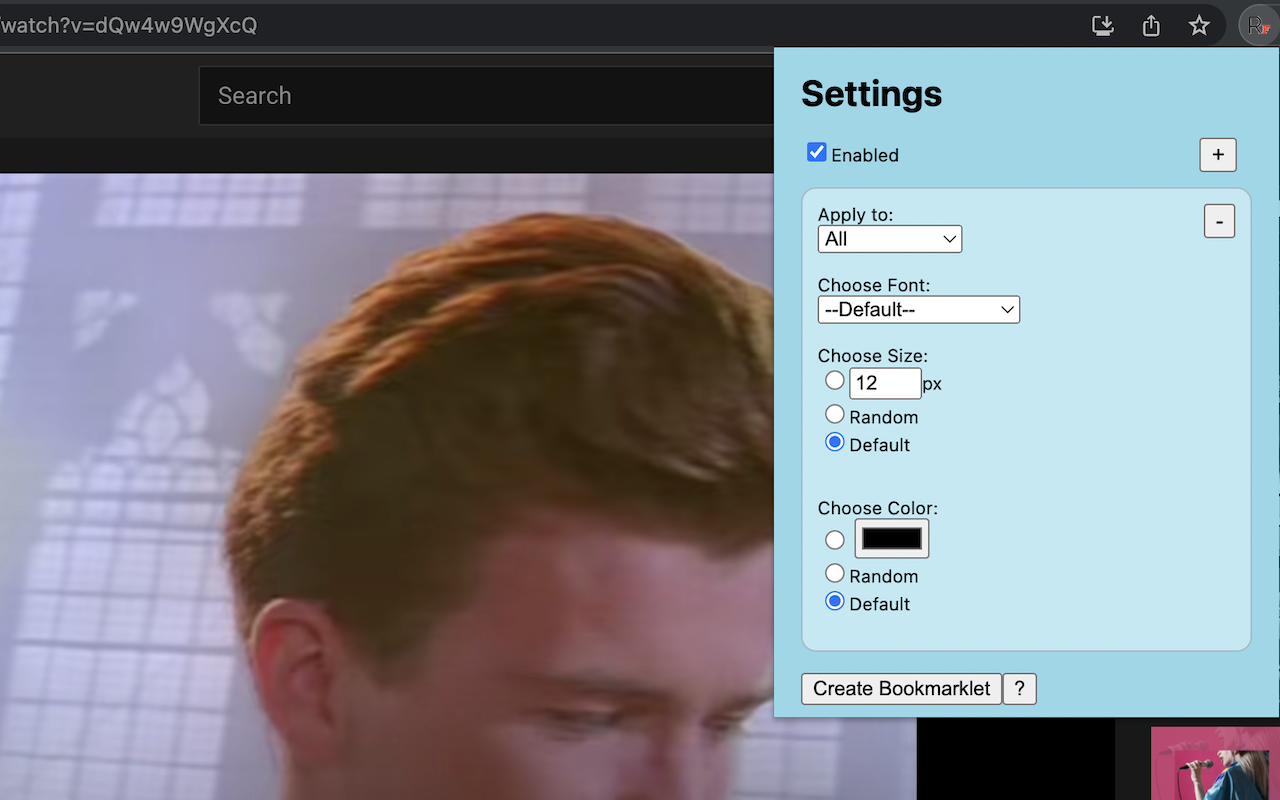 watch?v=dQw4w9WgXcQ
Search
Settings
Enabled
+
Apply to:
-
All
Choose Font:
--Default--
Choose Size:
12 px
Random
Default
Choose Color:
Random
Default
Create Bookmarklet ?